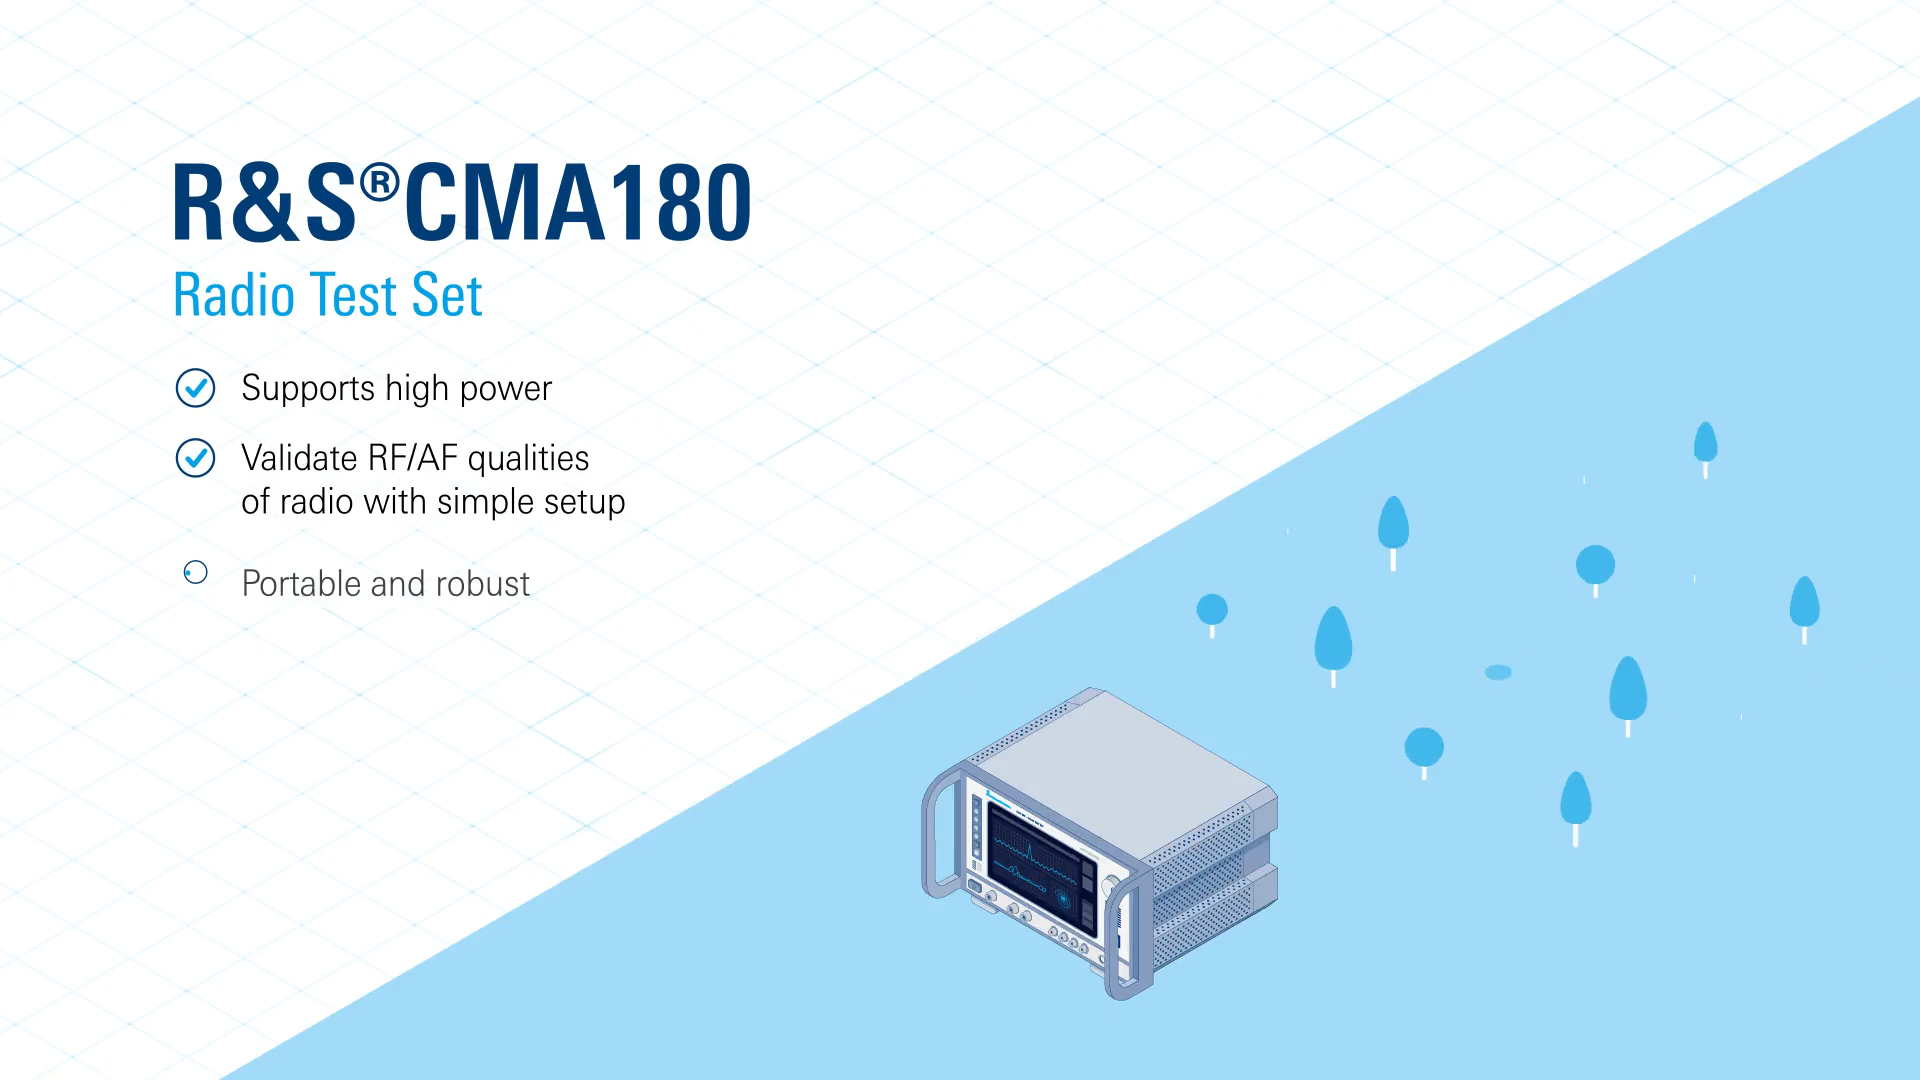 R&S®CMA180
Radio Test Set
Supports high power
Validate RF/AF qualities
of radio with simple setup
Portable and robust